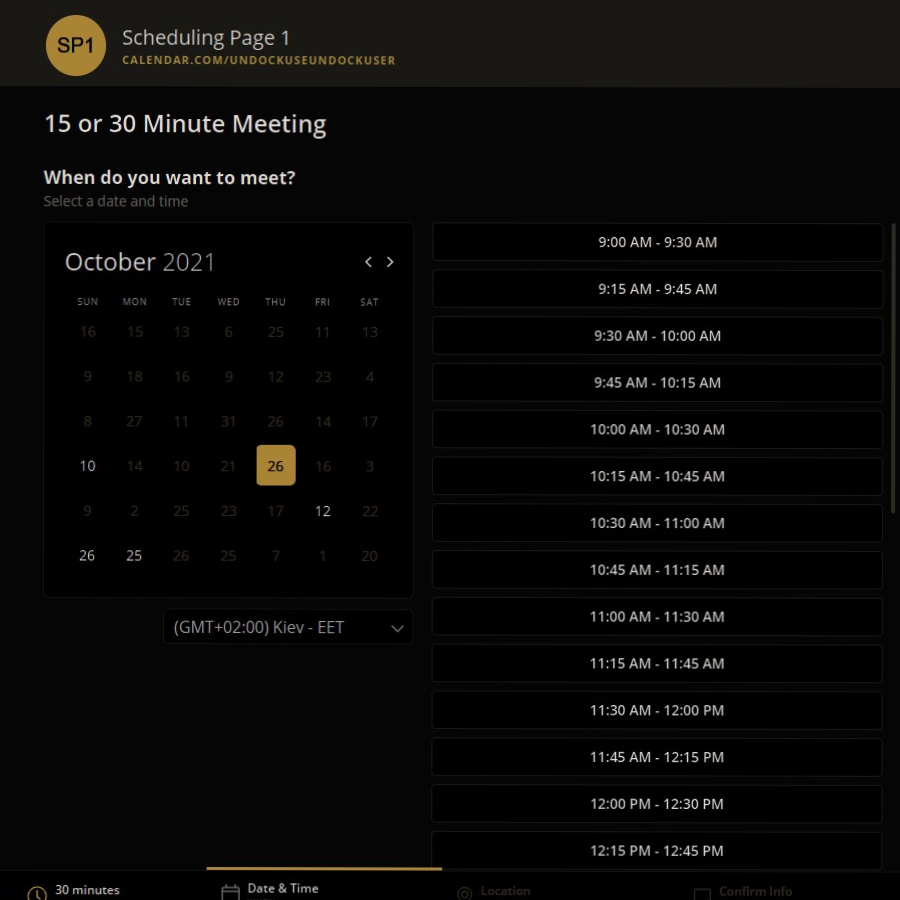 SP1
Scheduling Page 1
CALENDAR.COM/UNDOCKUSEUNDOCKUSER
15 or 30 Minute Meeting
When do you want to meet?
Select a date and time
October 2021
SUN MON TUE WED THU FRI SAT
16 15 13 6 25 11 13
9 18 16 9 12 23 4
8 27 11 31 26 14 17
10 14 10 21 26 16 3
9 2 25 23 17 12 22
26 25 26 25 7 1 20
(GMT+02:00) Kiev - EET
9:00 AM - 9:30 AM
9:15 AM - 9:45 AM
9:30 AM - 10:00 AM
9:45 AM - 10:15 AM
10:00 AM - 10:30 AM
10:15 AM - 10:45 AM
10:30 AM - 11:00 AM
10:45 AM - 11:15 AM
11:00 AM - 11:30 AM
11:15 AM - 11:45 AM
11:30 AM - 12:00 PM
11:45 AM - 12:15 PM
12:00 PM - 12:30 PM
12:15 PM - 12:45 PM
30 minutes
Date & Time
Location
Confirm Info